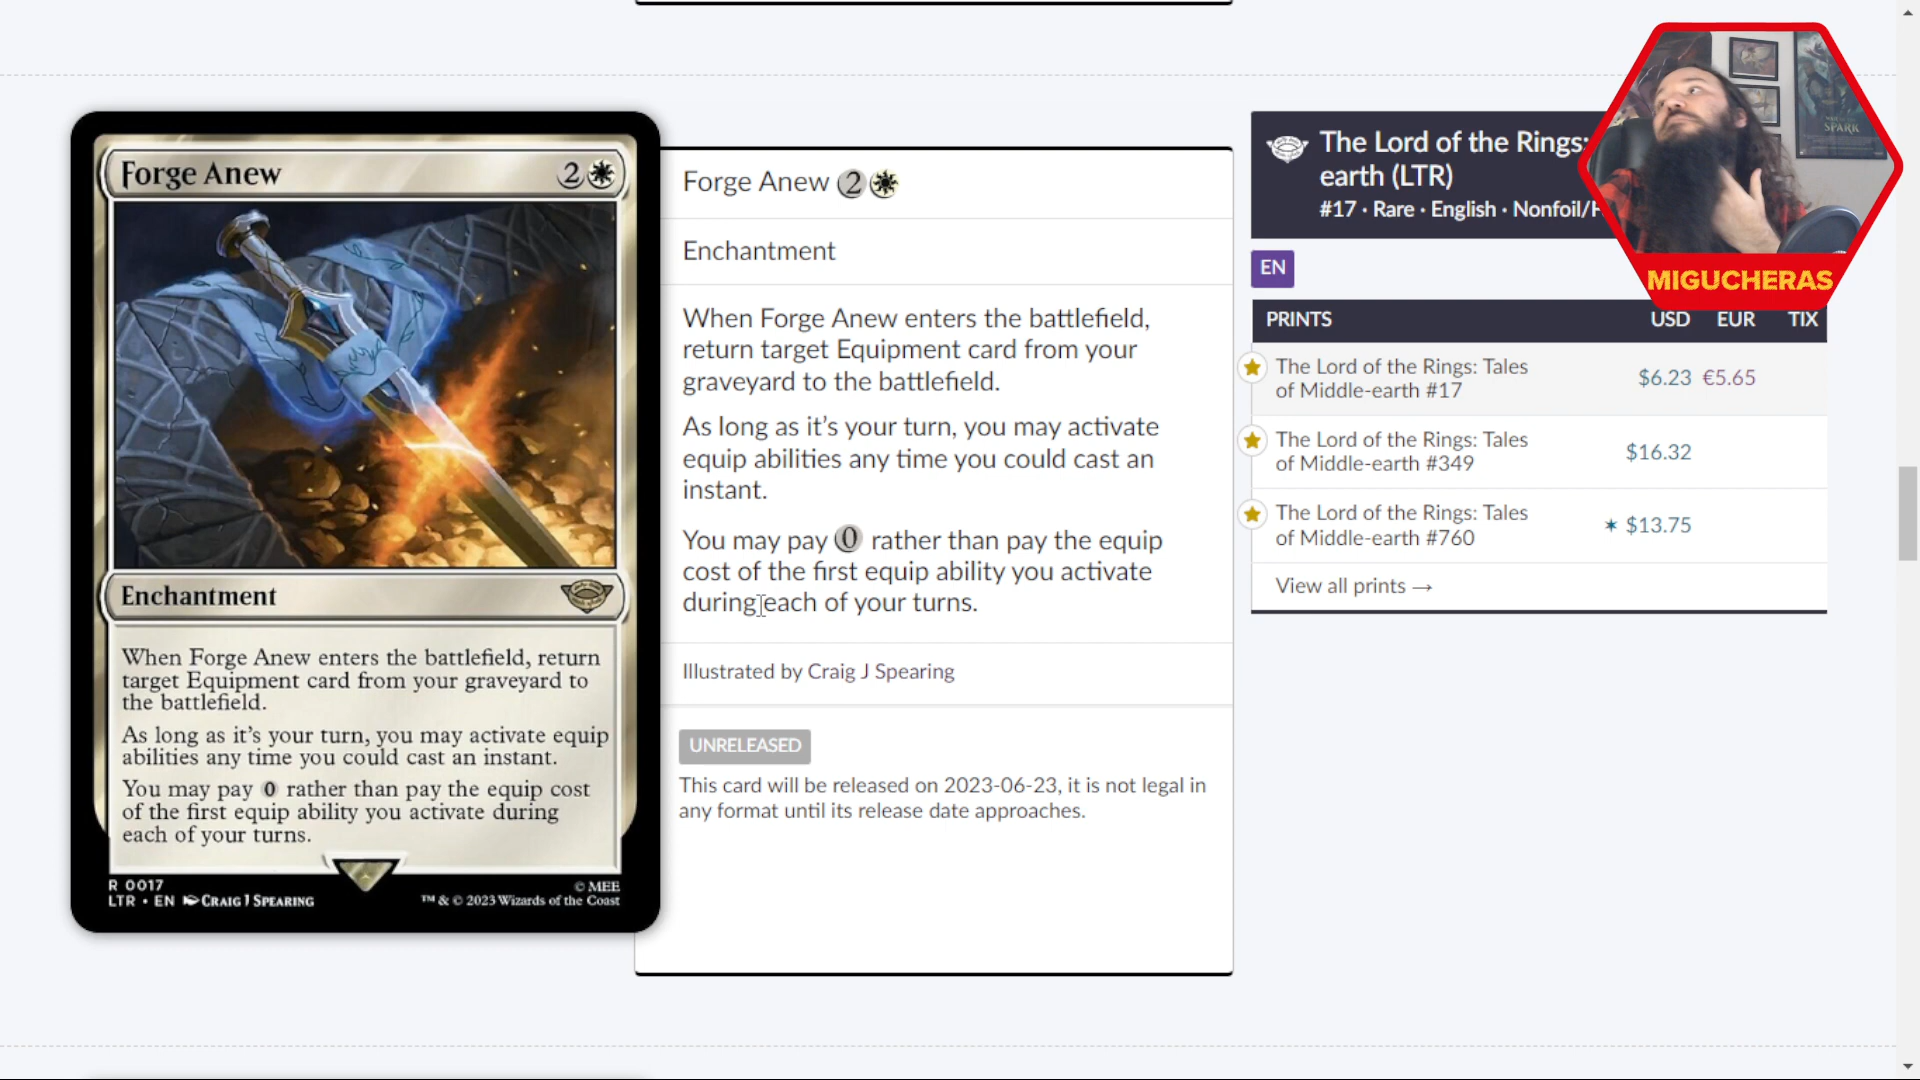 Forge Anew 2
Enchantment
When Forge Anew enters the battlefield, return
target Equipment card from your graveyard to
the battlefield.
As long as it's your turn, you may activate equip
abilities any time you could cast an instant.
You may pay 0 rather than pay the equip cost
of the first equip ability you activate during
each of your turns.
R 0017
LTR • EN CRAIG J SPEARING
© MEE
™ & © 2023 Wizards of the Coast
Forge Anew 2
Enchantment
When Forge Anew enters the battlefield,
return target Equipment card from your
graveyard to the battlefield.
As long as it’s your turn, you may activate
equip abilities any time you could cast an
instant.
You may pay 0 rather than pay the equip
cost of the first equip ability you activate
during each of your turns.
Illustrated by Craig J Spearing
UNRELEASED
This card will be released on 2023-06-23, it is not legal in
any format until its release date approaches.
The Lord of the Rings:
earth (LTR)
#17 · Rare · English · Nonfoil/F
EN
PRINTS USD EUR TIX
The Lord of the Rings: Tales
of Middle-earth #17 $6.23 €5.65
The Lord of the Rings: Tales
of Middle-earth #349 $16.32
The Lord of the Rings: Tales
of Middle-earth #760 $13.75
View all prints →
SPARK
MIGUCHERAS